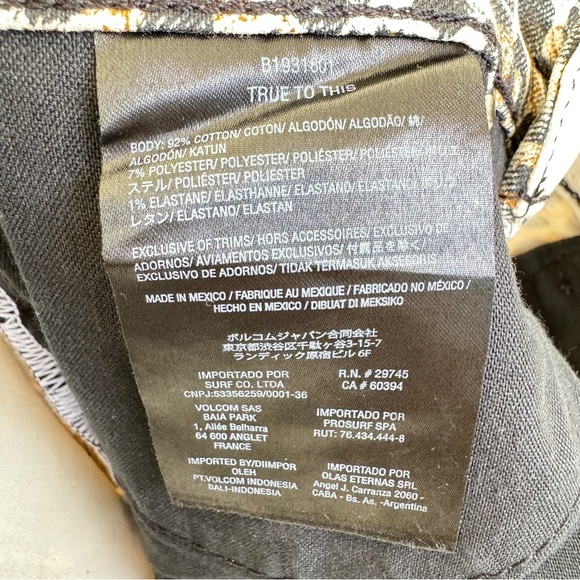 B1931801
TRUE TO THIS
BODY: 92% COTTON/ COTON/ ALGODÓN/ ALGODÃO/ 綿/
ALGODÓN/ KATUN
7% POLYESTER/ POLYESTER/ POLIÉSTER/ POLIÉSTER/ ポリエ
ステル/ POLIÉSTER/ POLIESTER
1% ELASTANE/ ELASTHANNE/ ELASTANO/ ELASTANO/ ポリウ
レタン/ ELASTANO/ ELASTAN
EXCLUSIVE OF TRIMS/ HORS ACCESSOIRES/ EXCLUSIVO DE
ADORNOS/ AVIAMENTOS EXCLUSIVOS/ 付属品を除く/
EXCLUSIVO DE ADORNOS/ TIDAK TERMASUK AKSESORIS
MADE IN MEXICO/ FABRIQUE AU MEXIQUE/ FABRICADO NO MÉXICO/
HECHO EN MEXICO/ DIBUAT DI MEKSIKO
ボルコムジャパン合同会社
東京都渋谷区千駄ヶ谷3-15-7
ランディック原宿ビル 6F
IMPORTADO POR
SURF CO. LTDA
CNPJ:53356259/0001-36
R.N. # 29745
CA # 60394
VOLCOM SAS
BAIA PARK
1, Allée Belharra
64 600 ANGLET
FRANCE
IMPORTADO POR
PROSURF SPA
RUT: 76.434.444-8
IMPORTED BY/DIIMPOR
OLEH
PT.VOLCOM INDONESIA
BALI-INDONESIA
IMPORTADO POR
OLAS ETERNAS SRL
Angel J. Carranza 2060 -
CABA - Bs. As. -Argentina